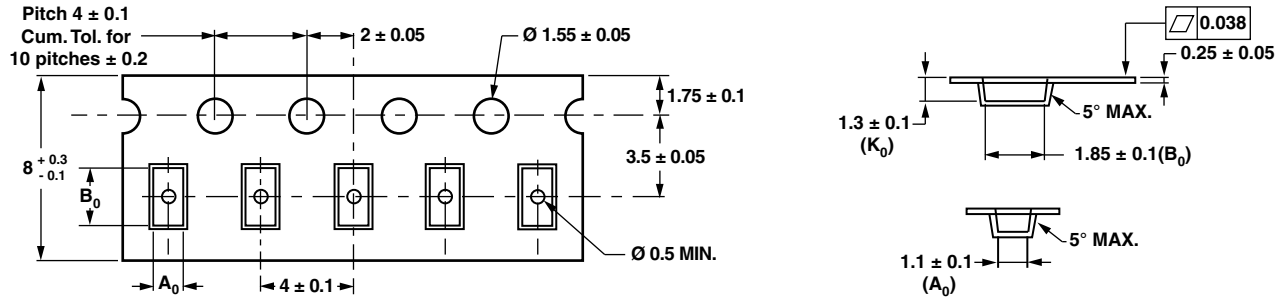 Pitch 4 ± 0.1
Cum. Tol. for
10 pitches ± 0.2
2 ± 0.05
Ø 1.55 ± 0.05
1.75 ± 0.1
3.5 ± 0.05
8 + 0.3
- 0.1
B0
A0
4 ± 0.1
Ø 0.5 MIN.
0.038
0.25 ± 0.05
5° MAX.
1.3 ± 0.1
(K0)
1.85 ± 0.1(B0)
5° MAX.
1.1 ± 0.1
(A0)